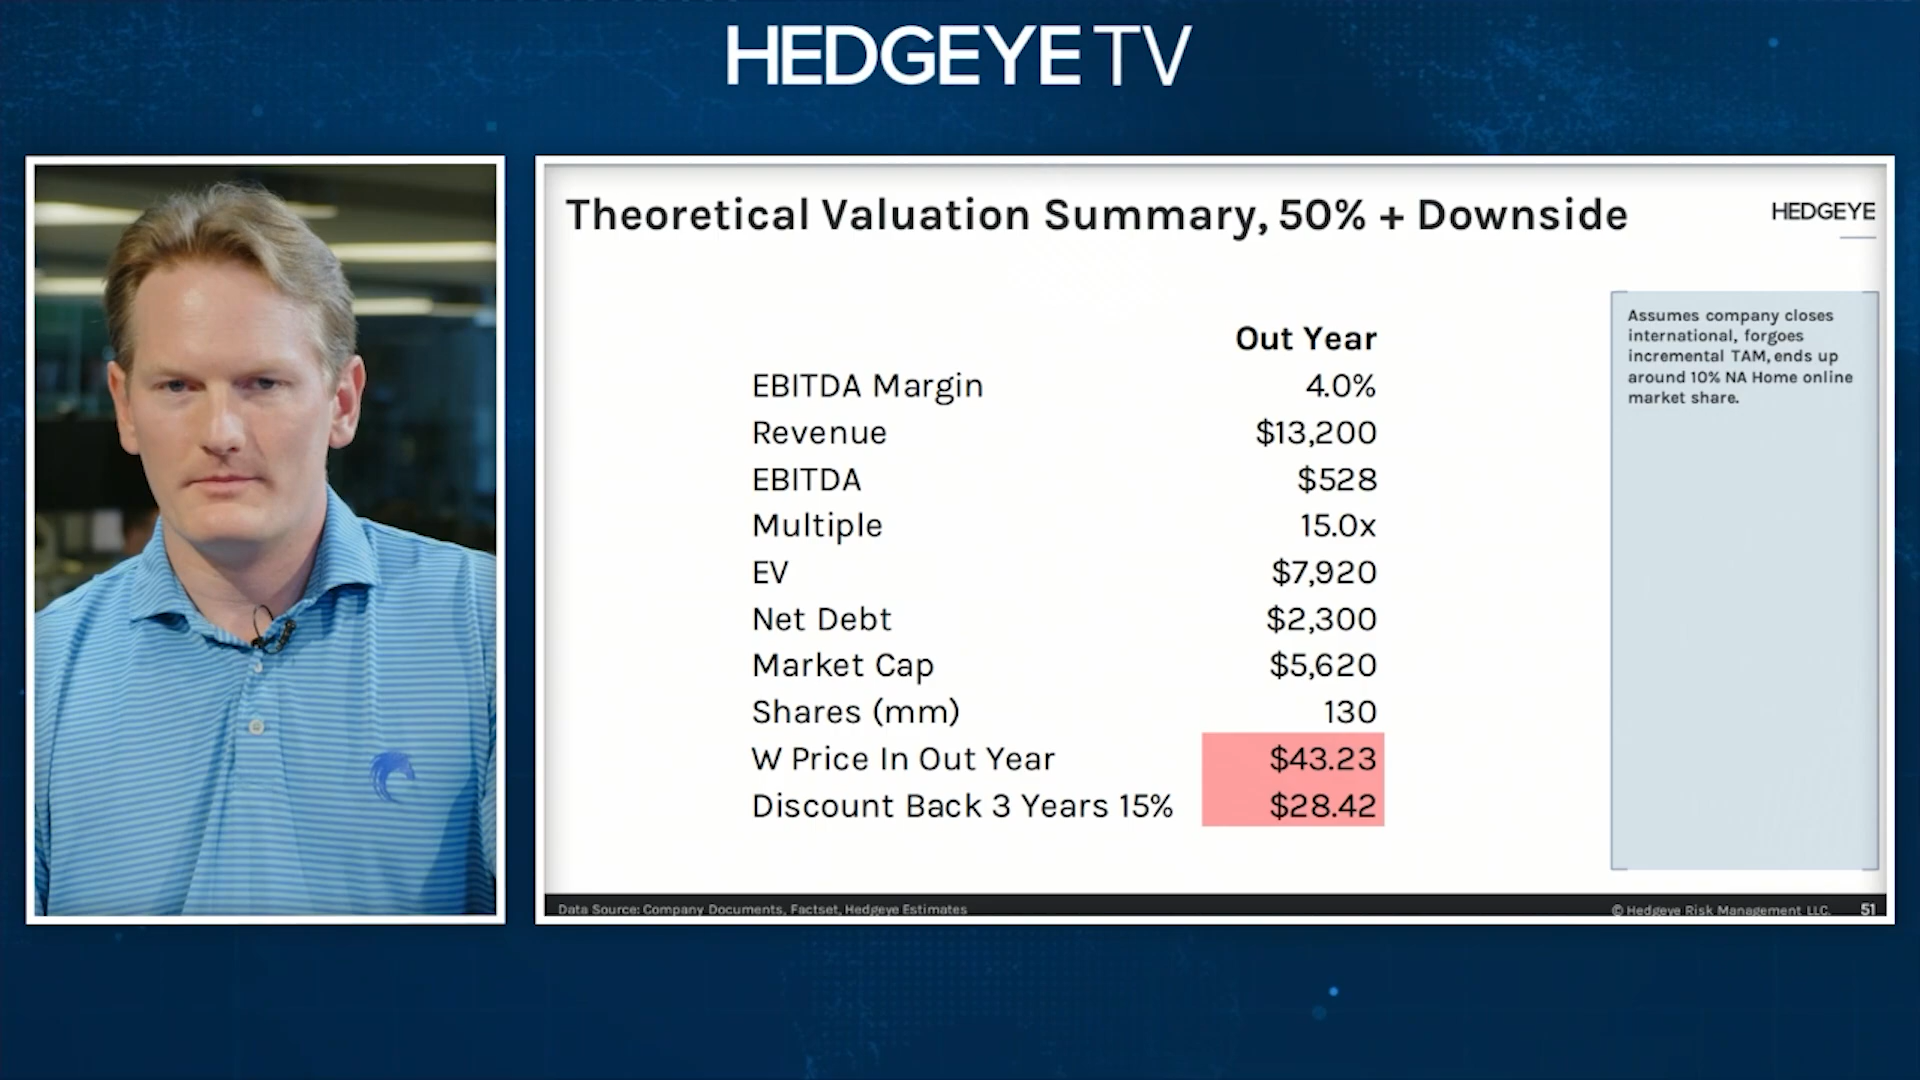 HEDGEYE TV
Theoretical Valuation Summary, 50% + Downside
HEDGEYE
Out Year
EBITDA Margin 4.0%
Revenue $13,200
EBITDA $528
Multiple 15.0x
EV $7,920
Net Debt $2,300
Market Cap $5,620
Shares (mm) 130
W Price In Out Year $43.23
Discount Back 3 Years 15% $28.42
Assumes company closes
international, forgoes
incremental TAM, ends up
around 10% NA Home online
market share.
Data Source: Company Documents, Factset, Hedgeye Estimates
© Hedgeye Risk Management LLC. 51